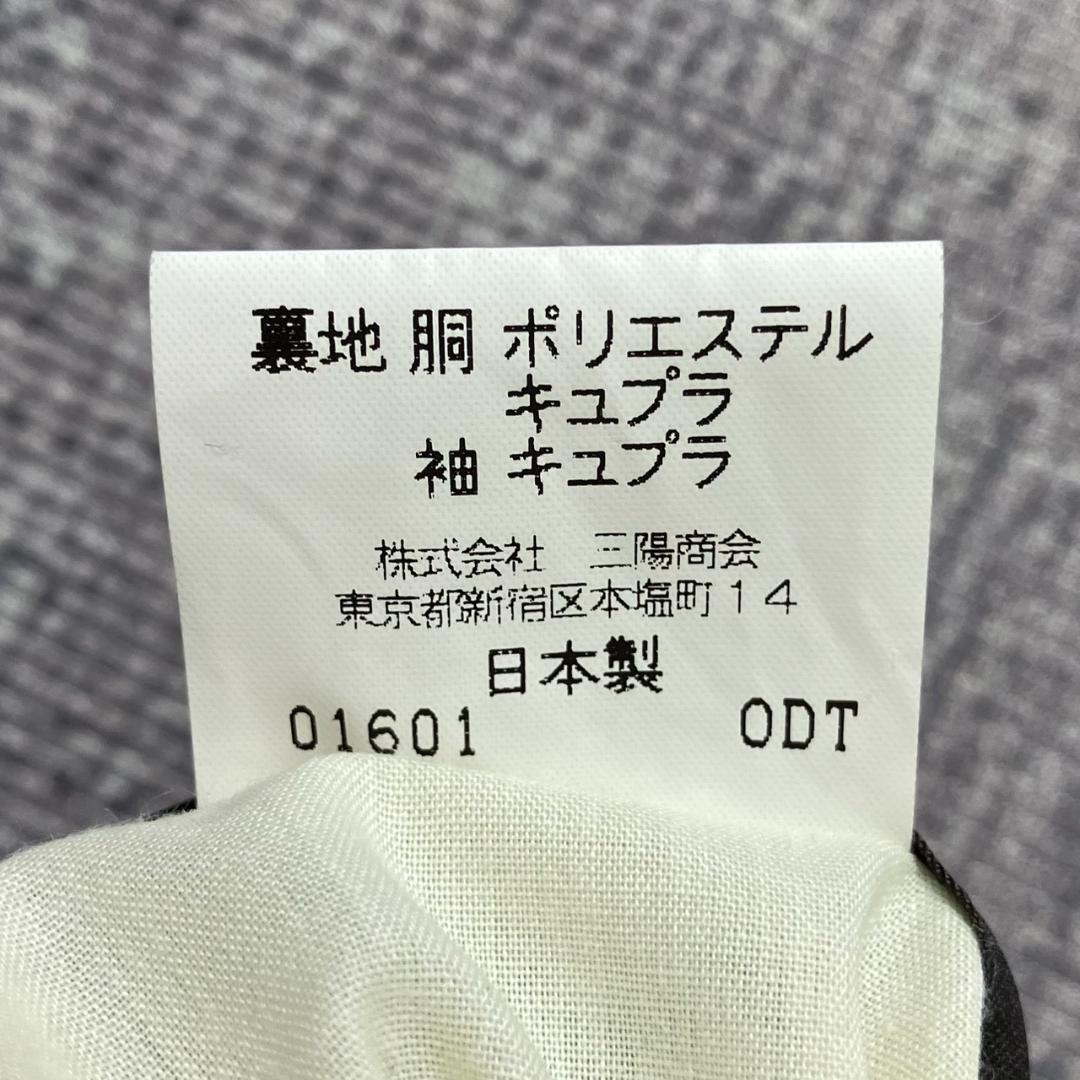 裏地 胴 ポリエステル
キュプラ
袖 キュプラ
株式会社 三陽商会
東京都新宿区本塩町14
日本製
01601 ODT